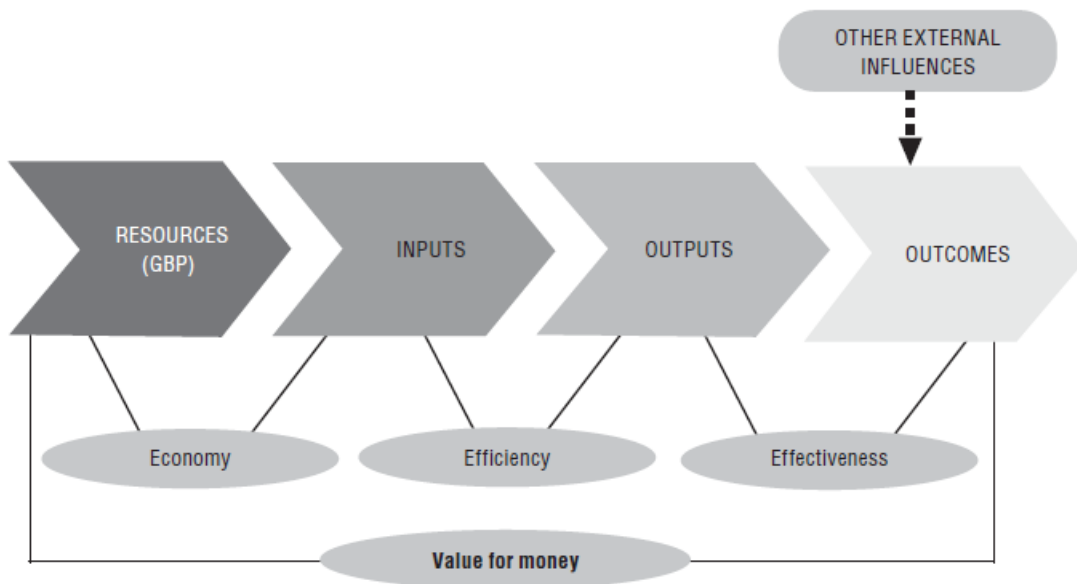 OTHER EXTERNAL
INFLUENCES
RESOURCES
(GBP)
INPUTS
OUTPUTS
OUTCOMES
Economy
Efficiency
Effectiveness
Value for money